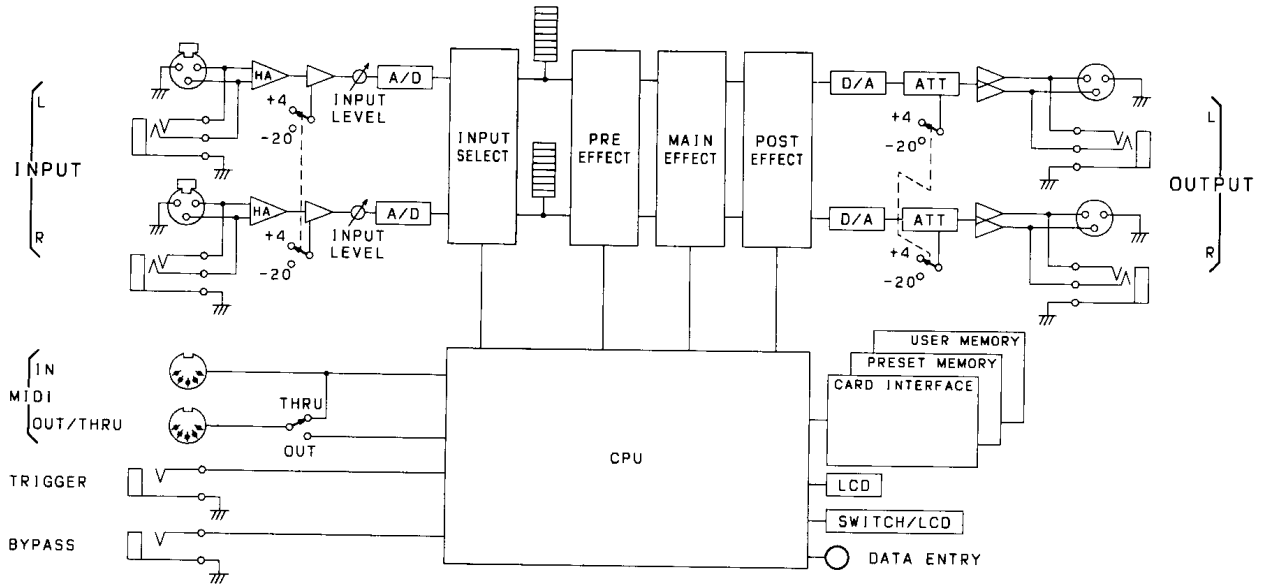 INPUT
L
R
HA
+4
-20
INPUT
LEVEL
A/D
HA
+4
-20
INPUT
LEVEL
A/D
INPUT
SELECT
PRE
EFFECT
MAIN
EFFECT
POST
EFFECT
D/A
ATT
+4
-20
D/A
ATT
+4
-20
L
R
OUTPUT
MIDI
IN
OUT/THRU
THRU
OUT
TRIGGER
BYPASS
CPU
USER MEMORY
PRESET MEMORY
CARD INTERFACE
LCD
SWITCH/LCD
DATA ENTRY